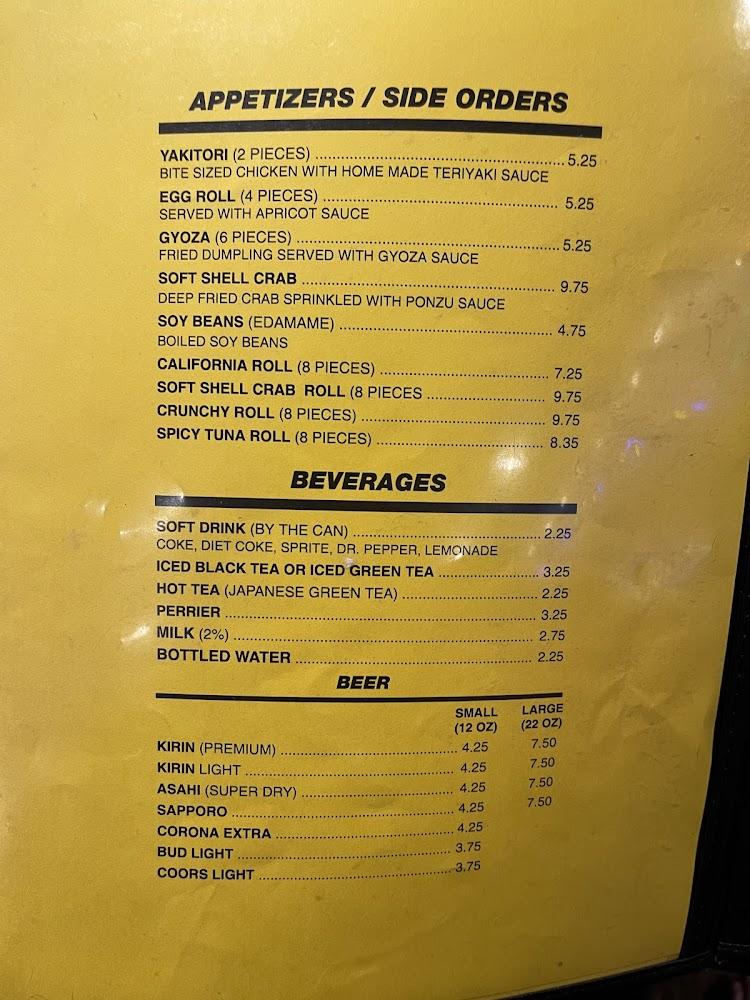 APPETIZERS / SIDE ORDERS
YAKITORI (2 PIECES) ........ 5.25
BITE SIZED CHICKEN WITH HOME MADE TERIYAKI SAUCE
EGG ROLL (4 PIECES) ........ 5.25
SERVED WITH APRICOT SAUCE
GYOZA (6 PIECES) ........ 5.25
FRIED DUMPLING SERVED WITH GYOZA SAUCE
SOFT SHELL CRAB ........ 9.75
DEEP FRIED CRAB SPRINKLED WITH PONZU SAUCE
SOY BEANS (EDAMAME) ........ 4.75
BOILED SOY BEANS
CALIFORNIA ROLL (8 PIECES) ........ 7.25
SOFT SHELL CRAB ROLL (8 PIECES ........ 9.75
CRUNCHY ROLL (8 PIECES) ........ 9.75
SPICY TUNA ROLL (8 PIECES) ........ 8.35
BEVERAGES
SOFT DRINK (BY THE CAN) ........ 2.25
COKE, DIET COKE, SPRITE, DR. PEPPER, LEMONADE
ICED BLACK TEA OR ICED GREEN TEA ........ 3.25
HOT TEA (JAPANESE GREEN TEA) ........ 2.25
PERRIER ........ 3.25
MILK (2%) ........ 2.75
BOTTLED WATER ........ 2.25
BEER
SMALL LARGE
(12 OZ) (22 OZ)
KIRIN (PREMIUM) ........ 4.25 7.50
KIRIN LIGHT ........ 4.25 7.50
ASAHI (SUPER DRY) ........ 4.25 7.50
SAPPORO ........ 4.25 7.50
CORONA EXTRA ........ 4.25
BUD LIGHT ........ 3.75
COORS LIGHT ........ 3.75